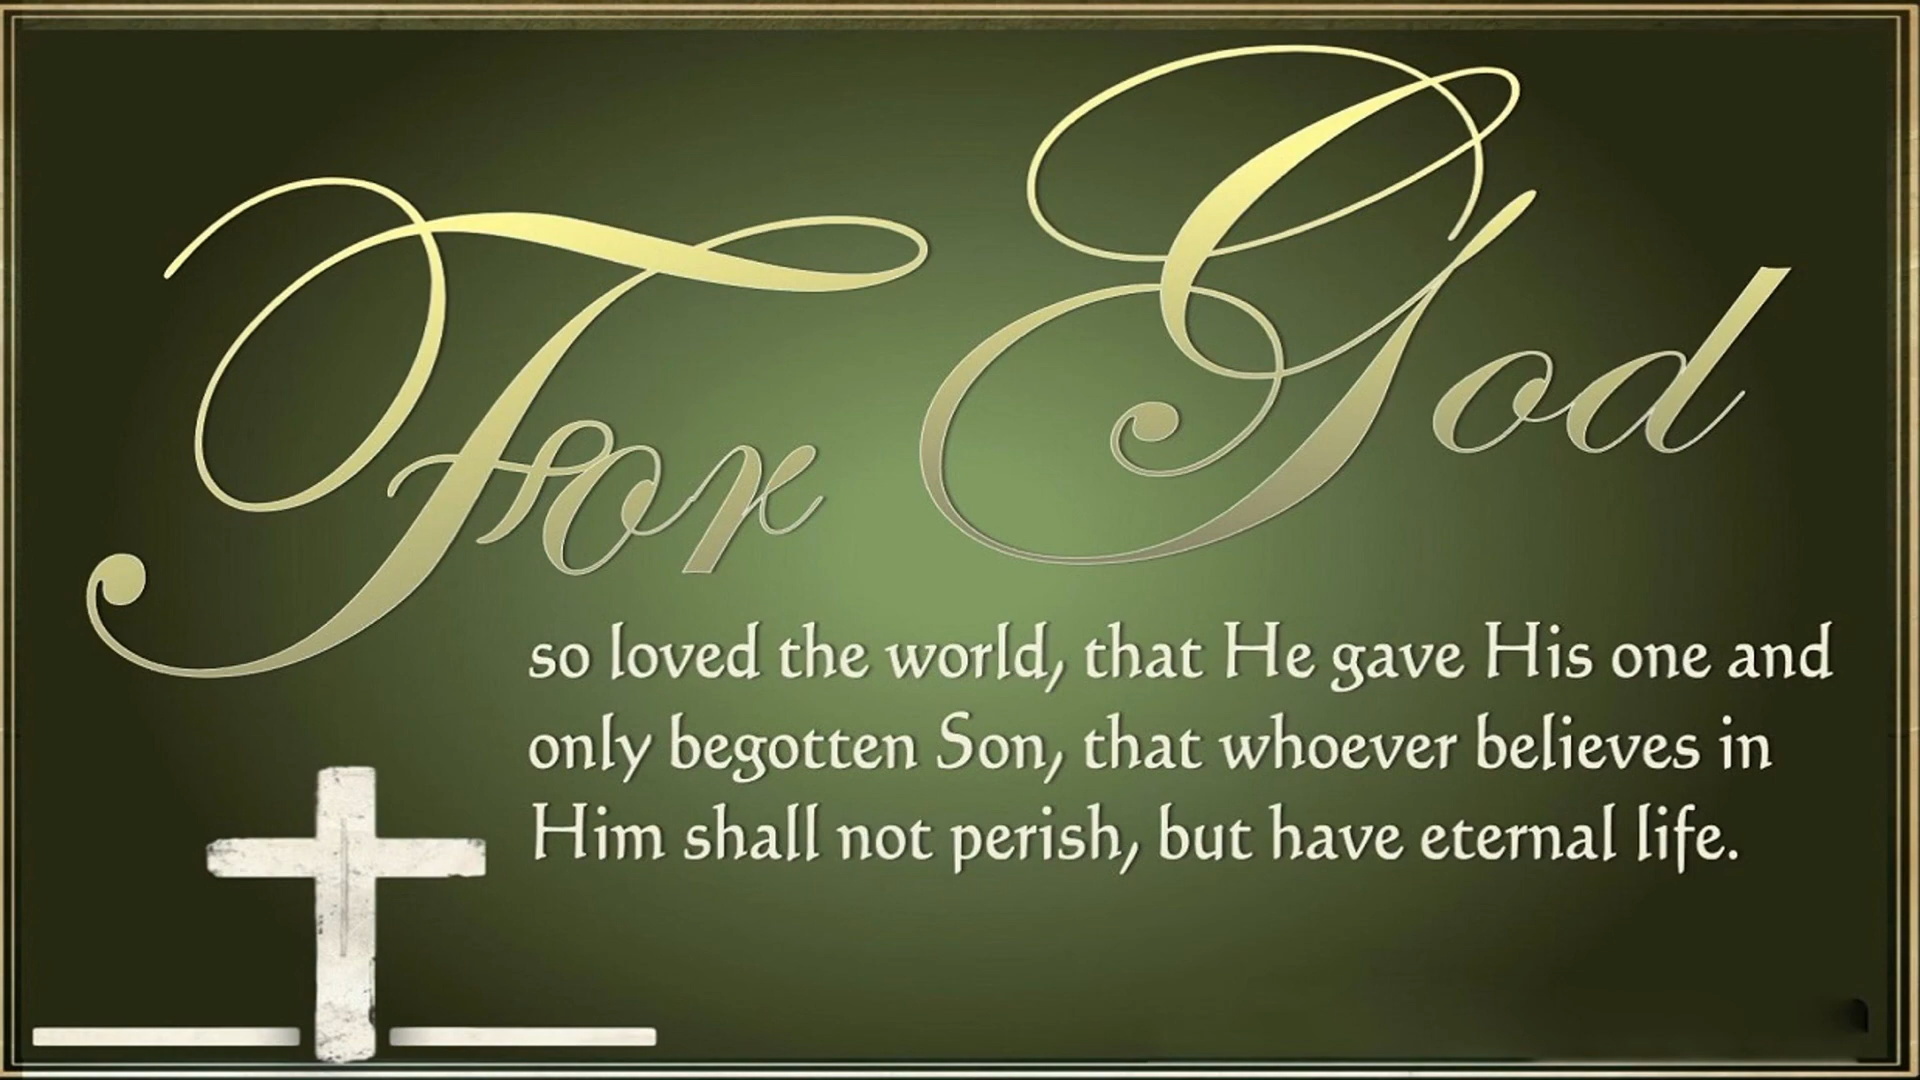 For God
so loved the world, that He gave His one and
only begotten Son, that whoever believes in
Him shall not perish, but have eternal life.